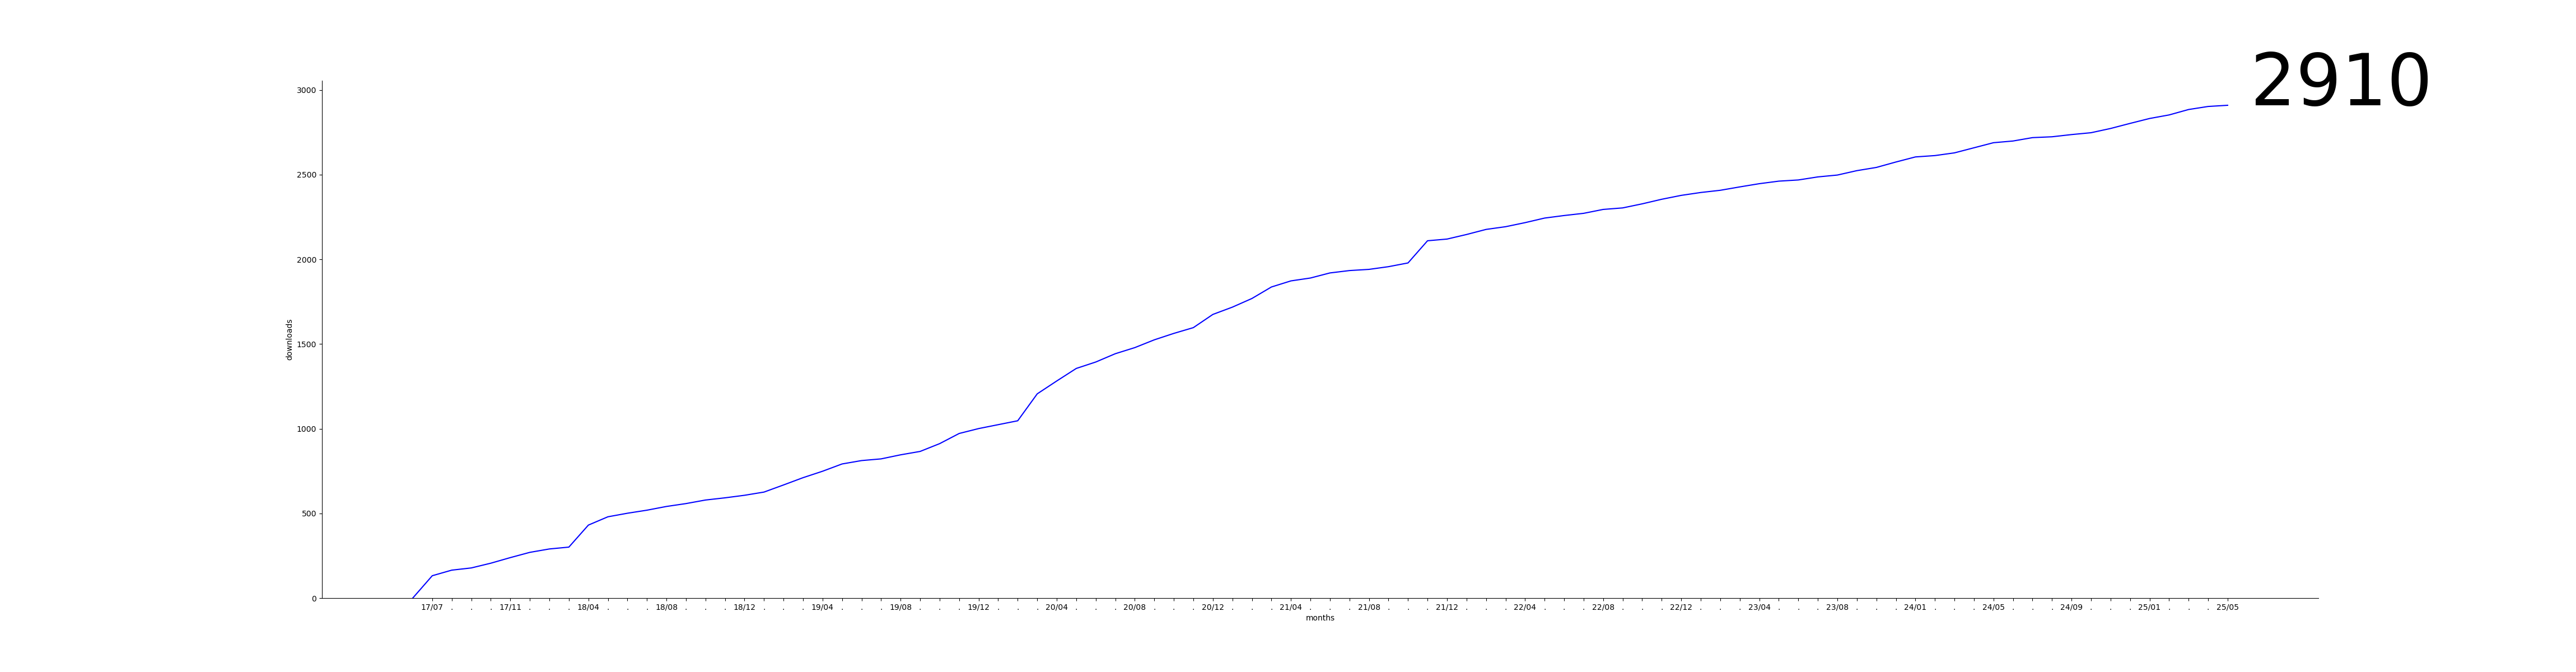 2910
3000
2500
2000
1500
1000
500
0
downloads
17/07 . . . 17/11 . . . 18/04 . . . 18/08 . . . 18/12 . . . 19/04 . . . 19/08 . . . 19/12 . . . 20/04 . . . 20/08 . . . 20/12 . . . 21/04 . . . 21/08 . . . 21/12 . . . 22/04 . . . 22/08 . . . 22/12 . . . 23/04 . . . 23/08 . . . 24/01 . . . 24/05 . . . 24/09 . . . 25/01 . . . 25/05
months